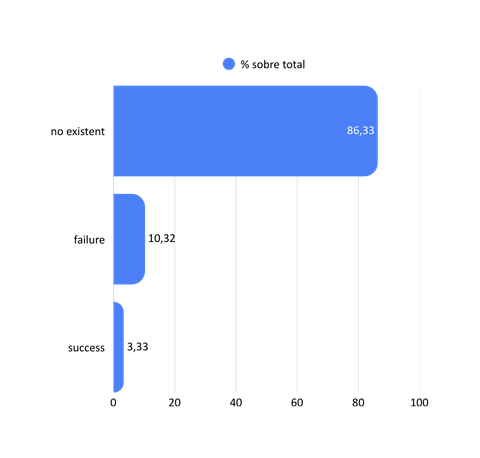 % sobre total
no existent
86,33
failure
10,32
success
3,33
0 20 40 60 80 100